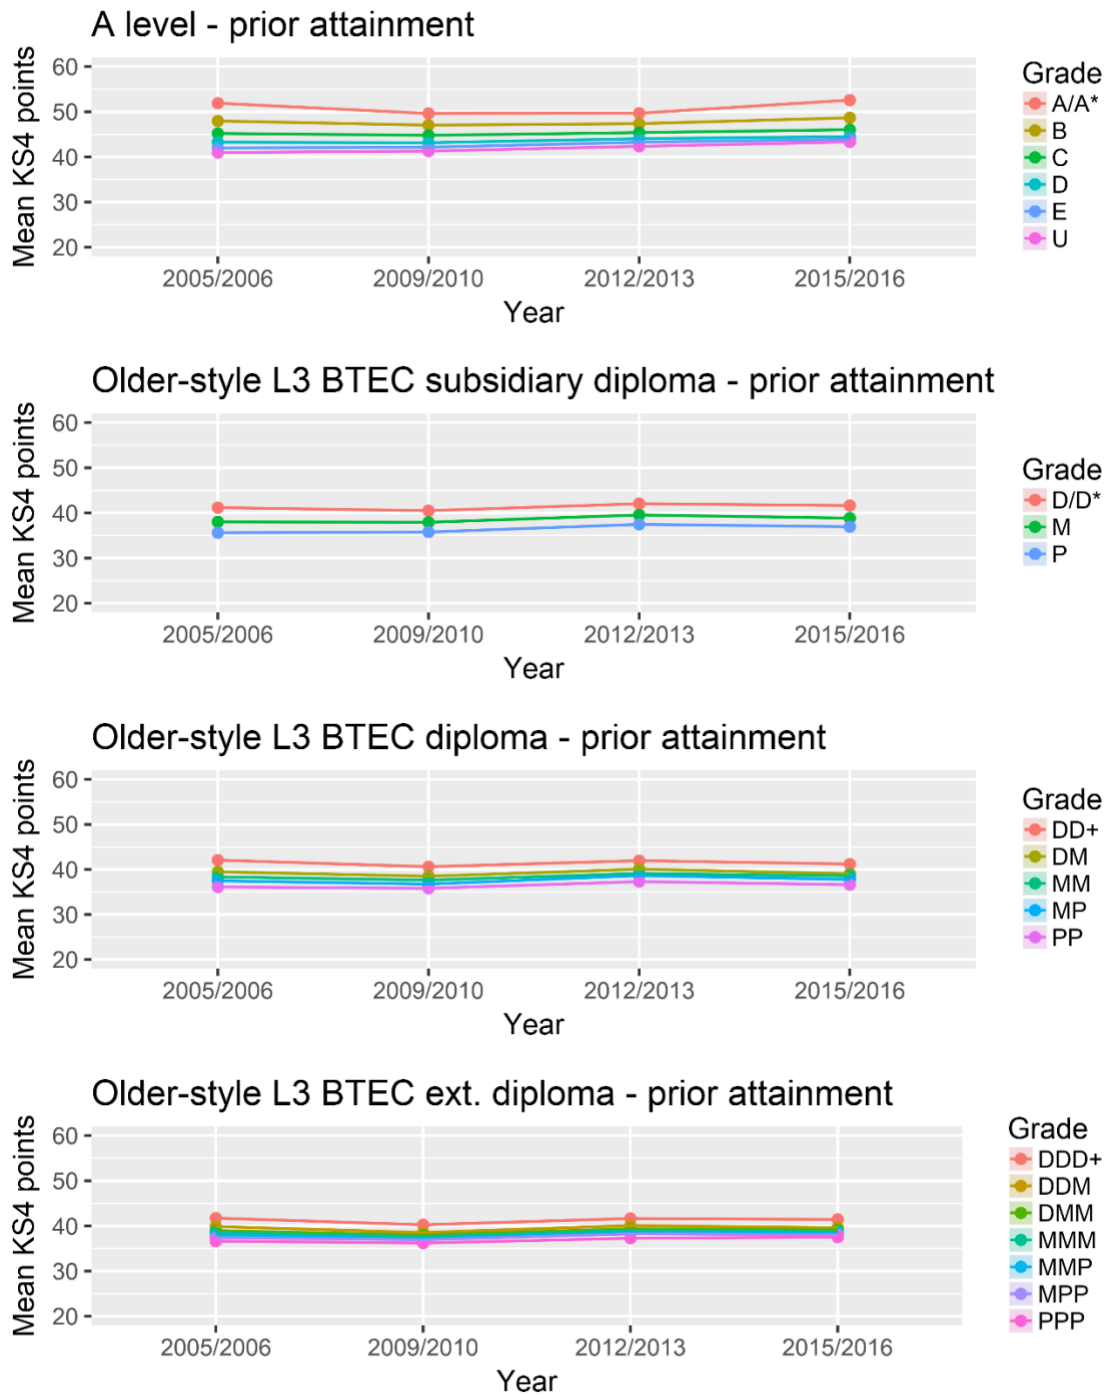 A level - prior attainment
Mean KS4 points
60
50
40
30
20
2005/2006 2009/2010 2012/2013 2015/2016
Year
Grade
A/A*
B
C
D
E
U
Older-style L3 BTEC subsidiary diploma - prior attainment
Mean KS4 points
60
50
40
30
20
2005/2006 2009/2010 2012/2013 2015/2016
Year
Grade
D/D*
M
P
Older-style L3 BTEC diploma - prior attainment
Mean KS4 points
60
50
40
30
20
2005/2006 2009/2010 2012/2013 2015/2016
Year
Grade
DD+
DM
MM
MP
PP
Older-style L3 BTEC ext. diploma - prior attainment
Mean KS4 points
60
50
40
30
20
2005/2006 2009/2010 2012/2013 2015/2016
Year
Grade
DDD+
DDM
DMM
MMM
MMP
MPP
PPP